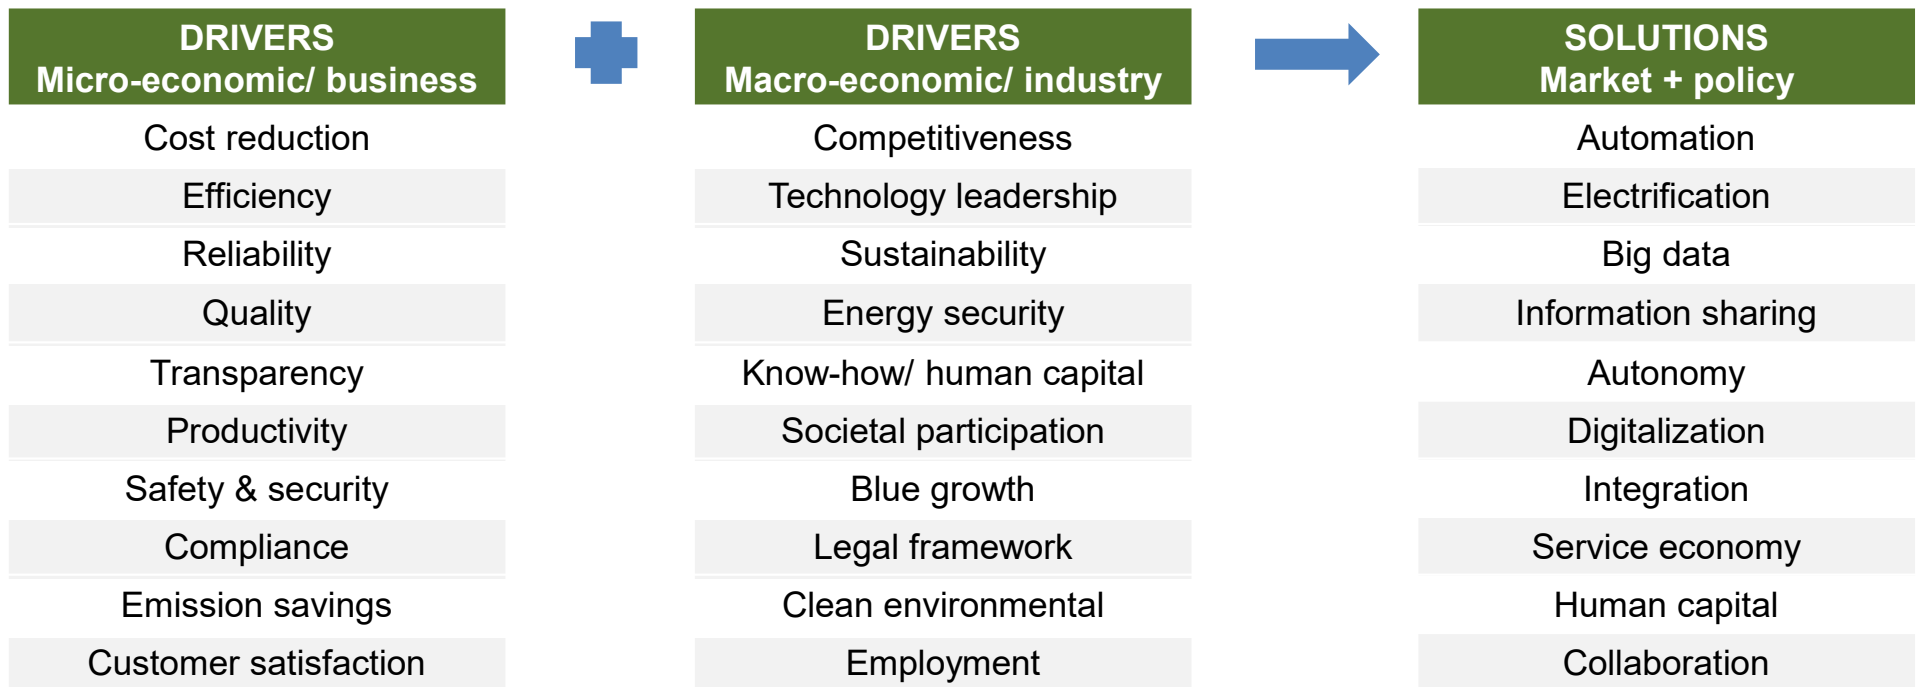 DRIVERS
Micro-economic/ business
Cost reduction
Efficiency
Reliability
Quality
Transparency
Productivity
Safety & security
Compliance
Emission savings
Customer satisfaction
DRIVERS
Macro-economic/ industry
Competitiveness
Technology leadership
Sustainability
Energy security
Know-how/ human capital
Societal participation
Blue growth
Legal framework
Clean environmental
Employment
SOLUTIONS
Market + policy
Automation
Electrification
Big data
Information sharing
Autonomy
Digitalization
Integration
Service economy
Human capital
Collaboration